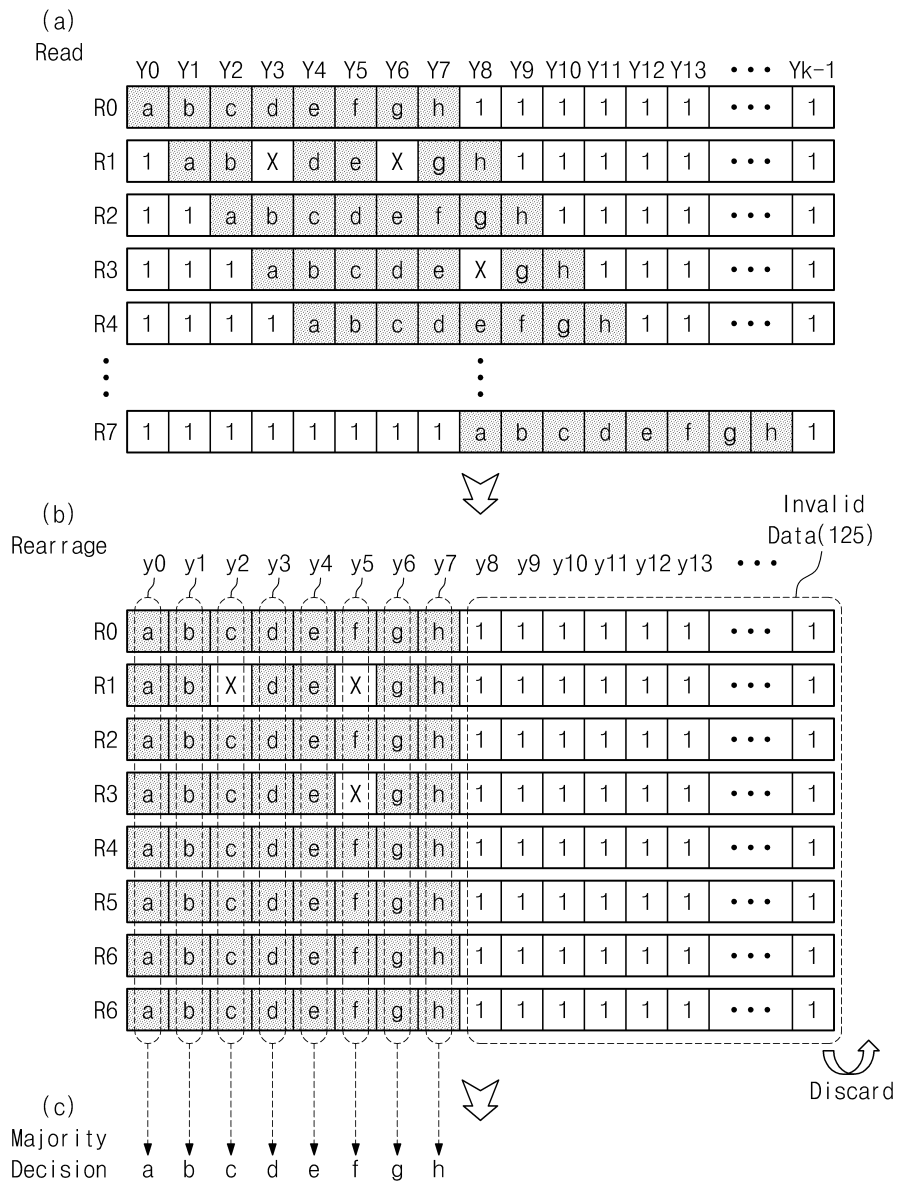 (a)
Read
Y0 Y1 Y2 Y3 Y4 Y5 Y6 Y7 Y8 Y9 Y10 Y11 Y12 Y13 ••• Yk-1
R0 a b c d e f g h 1 1 1 1 1 1 ••• 1
R1 1 a b X d e X g h 1 1 1 1 1 ••• 1
R2 1 1 a b c d e f g h 1 1 1 1 ••• 1
R3 1 1 1 a b c d e X g h 1 1 1 ••• 1
R4 1 1 1 1 a b c d e f g h 1 1 ••• 1
R7 1 1 1 1 1 1 1 1 a b c d e f g h 1
(b)
Rearrage
Invalid
Data(125)
y0 y1 y2 y3 y4 y5 y6 y7 y8 y9 y10 y11 y12 y13 •••
R0 a b c d e f g h 1 1 1 1 1 1 ••• 1
R1 a b X d e X g h 1 1 1 1 1 1 ••• 1
R2 a b c d e f g h 1 1 1 1 1 1 ••• 1
R3 a b c d e X g h 1 1 1 1 1 1 ••• 1
R4 a b c d e f g h 1 1 1 1 1 1 ••• 1
R5 a b c d e f g h 1 1 1 1 1 1 ••• 1
R6 a b c d e f g h 1 1 1 1 1 1 ••• 1
R6 a b c d e f g h 1 1 1 1 1 1 ••• 1
Discard
(c)
Majority
Decision a b c d e f g h